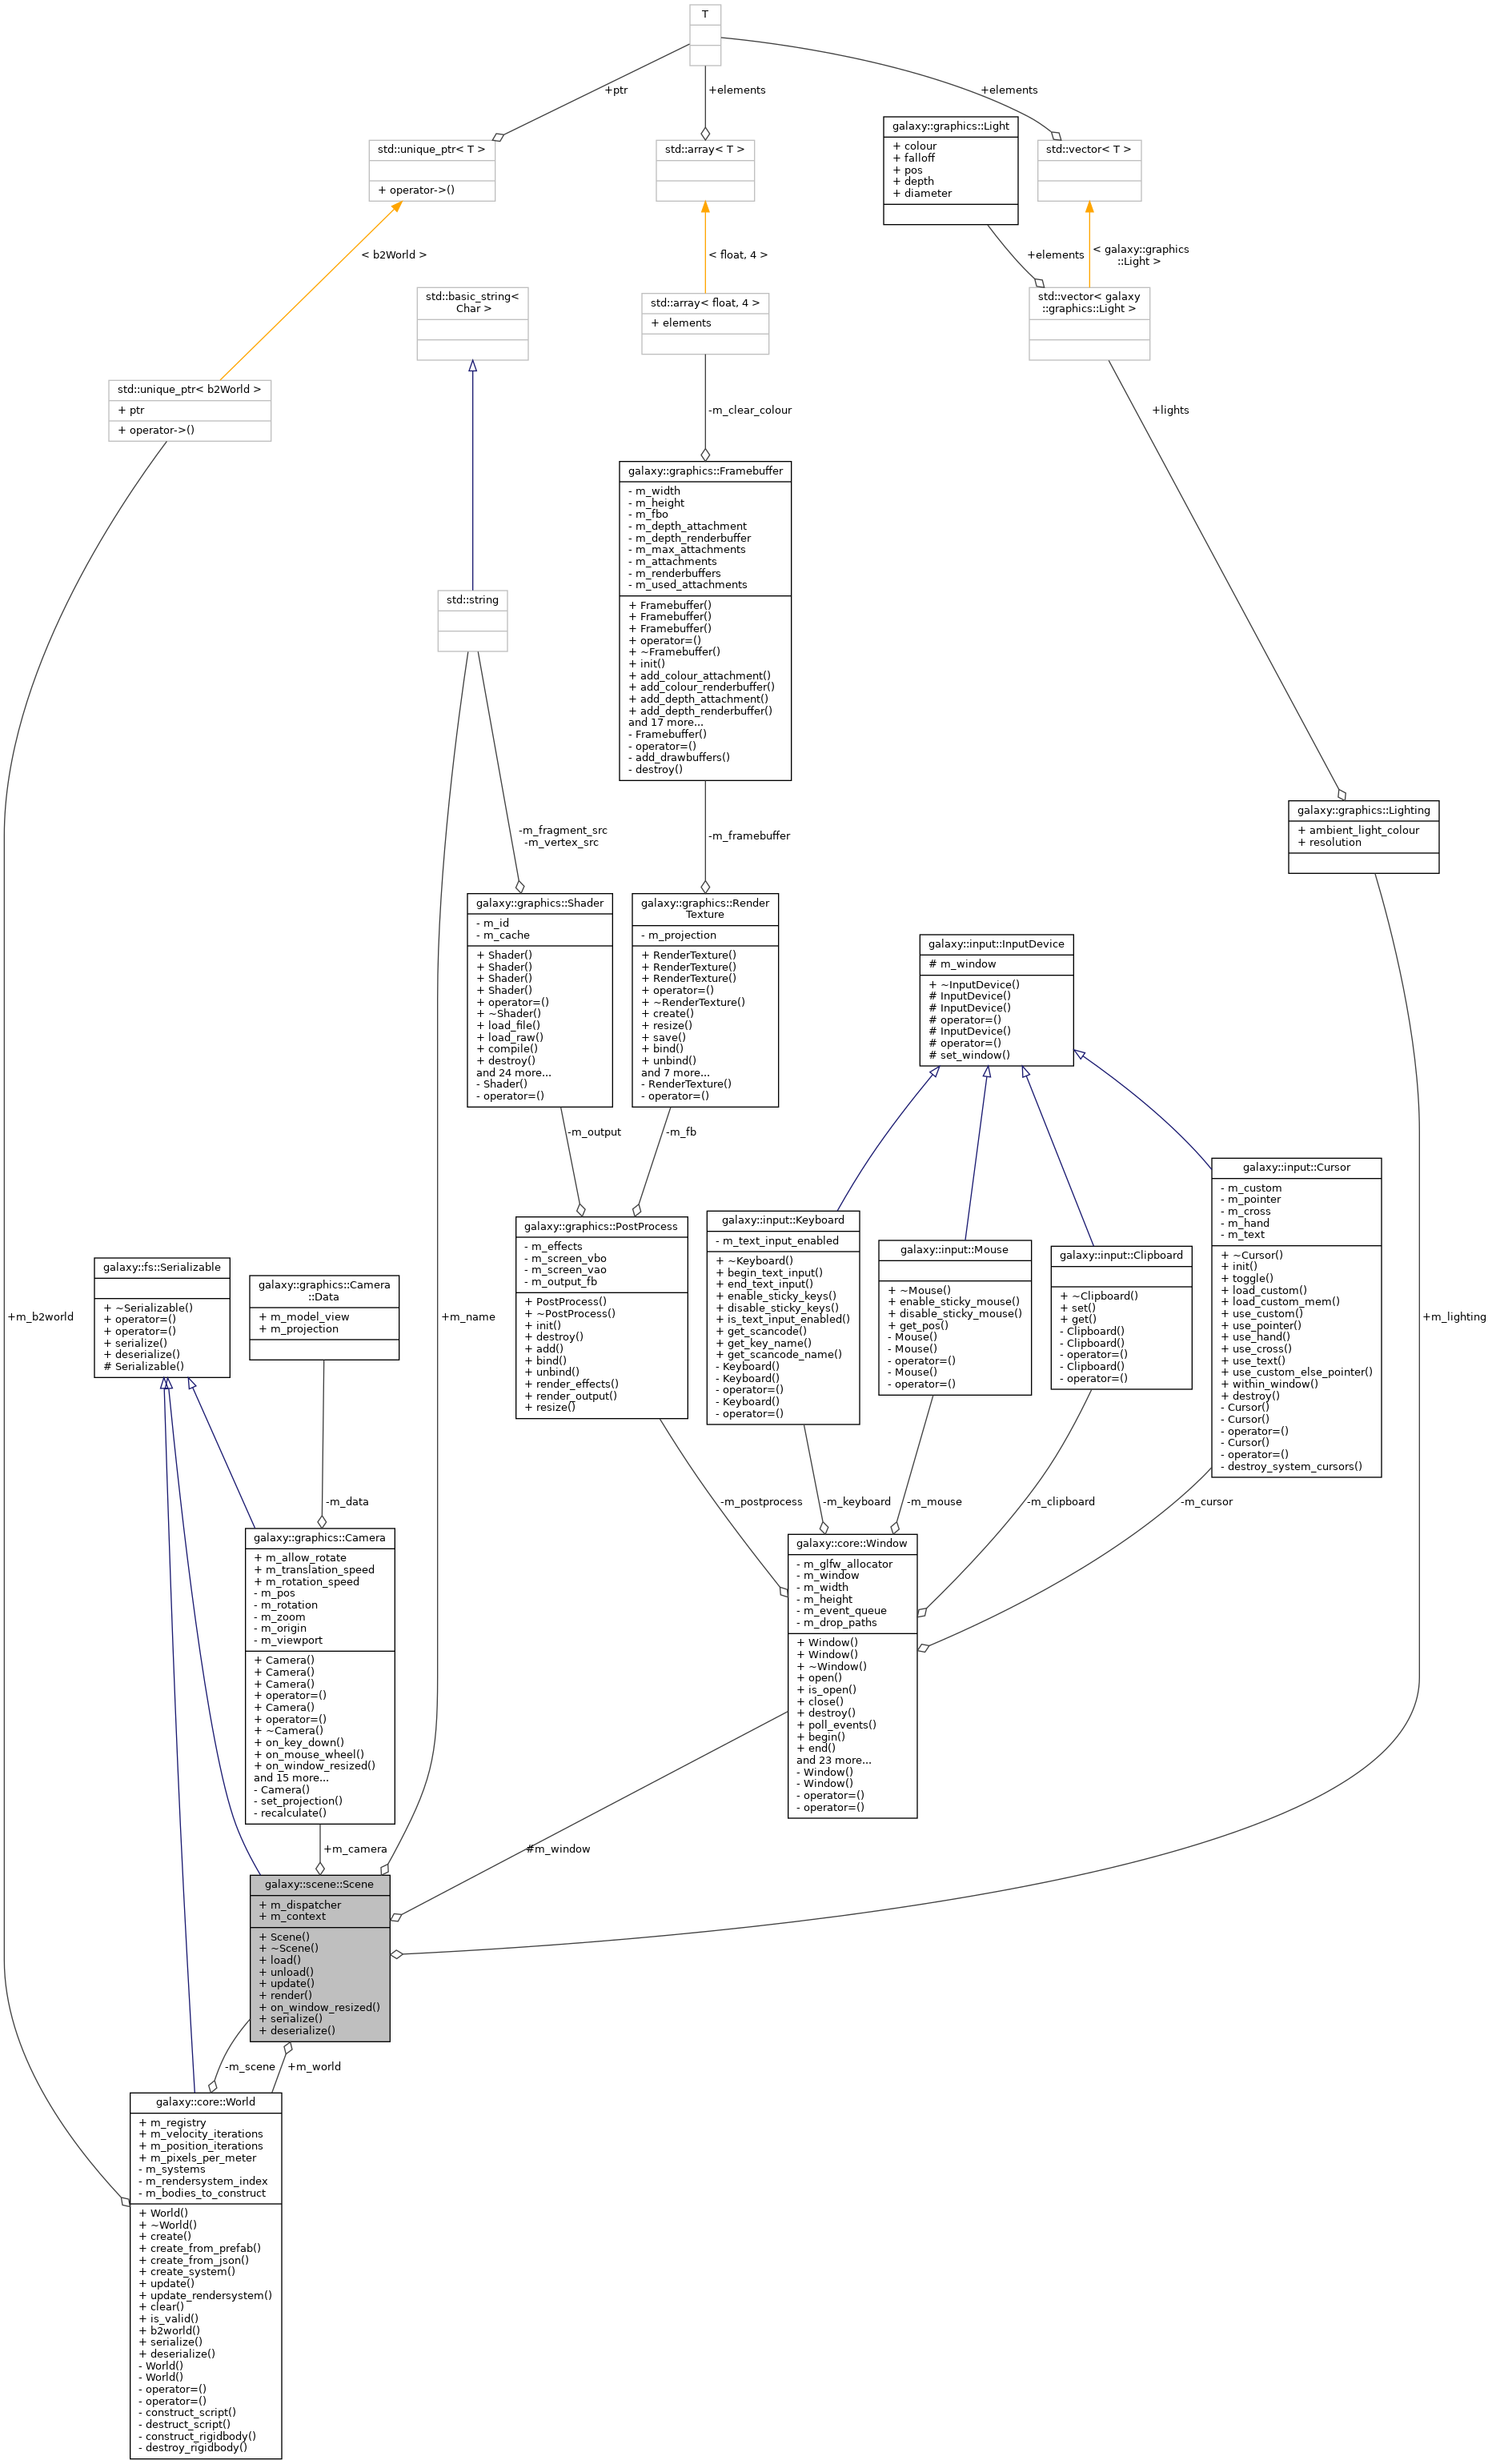 T
+ptr
+elements
+elements
galaxy::graphics::Light
+ colour
+ falloff
+ pos
+ depth
+ diameter
std::unique_ptr< T >
+ operator->()
std::array< T >
std::vector< T >
< b2World >
< float, 4 >
+elements
< galaxy::graphics
::Light >
std::basic_string<
Char >
std::array< float, 4 >
+ elements
std::vector< galaxy
::graphics::Light >
std::unique_ptr< b2World >
+ ptr
+ operator->()
-m_clear_colour
+lights
galaxy::graphics::Framebuffer
- m_width
- m_height
- m_fbo
- m_depth_attachment
- m_depth_renderbuffer
- m_max_attachments
- m_attachments
- m_renderbuffers
- m_used_attachments
+ Framebuffer()
+ Framebuffer()
+ Framebuffer()
+ operator=()
+ ~Framebuffer()
+ init()
+ add_colour_attachment()
+ add_colour_renderbuffer()
+ add_depth_attachment()
+ add_depth_renderbuffer()
and 17 more...
- Framebuffer()
- operator=()
- add_drawbuffers()
- destroy()
std::string
-m_fragment_src
-m_vertex_src
-m_framebuffer
galaxy::graphics::Lighting
+ ambient_light_colour
+ resolution
galaxy::graphics::Shader
- m_id
- m_cache
+ Shader()
+ Shader()
+ Shader()
+ Shader()
+ operator=()
+ ~Shader()
+ load_file()
+ load_raw()
+ compile()
+ destroy()
and 24 more...
- Shader()
- operator=()
galaxy::graphics::Render
Texture
- m_projection
+ RenderTexture()
+ RenderTexture()
+ RenderTexture()
+ operator=()
+ ~RenderTexture()
+ create()
+ resize()
+ save()
+ bind()
+ unbind()
and 7 more...
- RenderTexture()
- operator=()
galaxy::input::InputDevice
# m_window
+ ~InputDevice()
# InputDevice()
# InputDevice()
# operator=()
# InputDevice()
# operator=()
# set_window()
-m_output
-m_fb
galaxy::input::Cursor
- m_custom
- m_pointer
- m_cross
- m_hand
- m_text
+ ~Cursor()
+ init()
+ toggle()
+ load_custom()
+ load_custom_mem()
+ use_custom()
+ use_pointer()
+ use_hand()
+ use_cross()
+ use_text()
+ use_custom_else_pointer()
+ within_window()
+ destroy()
- Cursor()
- Cursor()
- operator=()
- Cursor()
- operator=()
- destroy_system_cursors()
galaxy::graphics::PostProcess
- m_effects
- m_screen_vbo
- m_screen_vao
- m_output_fb
+ PostProcess()
+ ~PostProcess()
+ init()
+ destroy()
+ add()
+ bind()
+ unbind()
+ render_effects()
+ render_output()
+ resize()
galaxy::input::Keyboard
- m_text_input_enabled
+ ~Keyboard()
+ begin_text_input()
+ end_text_input()
+ enable_sticky_keys()
+ disable_sticky_keys()
+ is_text_input_enabled()
+ get_scancode()
+ get_key_name()
+ get_scancode_name()
- Keyboard()
- Keyboard()
- operator=()
- Keyboard()
- operator=()
galaxy::input::Mouse
+ ~Mouse()
+ enable_sticky_mouse()
+ disable_sticky_mouse()
+ get_pos()
- Mouse()
- Mouse()
- operator=()
- Mouse()
- operator=()
galaxy::input::Clipboard
+ ~Clipboard()
+ set()
+ get()
- Clipboard()
- Clipboard()
- operator=()
- Clipboard()
- operator=()
galaxy::fs::Serializable
+ ~Serializable()
+ operator=()
+ operator=()
+ serialize()
+ deserialize()
# Serializable()
galaxy::graphics::Camera
::Data
+ m_model_view
+ m_projection
+m_b2world
+m_name
+m_lighting
-m_data
-m_postprocess
-m_keyboard
-m_mouse
-m_clipboard
-m_cursor
galaxy::graphics::Camera
+ m_allow_rotate
+ m_translation_speed
+ m_rotation_speed
- m_pos
- m_rotation
- m_zoom
- m_origin
- m_viewport
+ Camera()
+ Camera()
+ Camera()
+ operator=()
+ Camera()
+ operator=()
+ ~Camera()
+ on_key_down()
+ on_mouse_wheel()
+ on_window_resized()
and 15 more...
- Camera()
- set_projection()
- recalculate()
galaxy::core::Window
- m_glfw_allocator
- m_window
- m_width
- m_height
- m_event_queue
- m_drop_paths
+ Window()
+ Window()
+ ~Window()
+ open()
+ is_open()
+ close()
+ destroy()
+ poll_events()
+ begin()
+ end()
and 23 more...
- Window()
- Window()
- operator=()
- operator=()
+m_camera
#m_window
galaxy::scene::Scene
+ m_dispatcher
+ m_context
+ Scene()
+ ~Scene()
+ load()
+ unload()
+ update()
+ render()
+ on_window_resized()
+ serialize()
+ deserialize()
-m_scene
+m_world
galaxy::core::World
+ m_registry
+ m_velocity_iterations
+ m_position_iterations
+ m_pixels_per_meter
- m_systems
- m_rendersystem_index
- m_bodies_to_construct
+ World()
+ ~World()
+ create()
+ create_from_prefab()
+ create_from_json()
+ create_system()
+ update()
+ update_rendersystem()
+ clear()
+ is_valid()
+ b2world()
+ serialize()
+ deserialize()
- World()
- World()
- operator=()
- operator=()
- construct_script()
- destruct_script()
- construct_rigidbody()
- destroy_rigidbody()